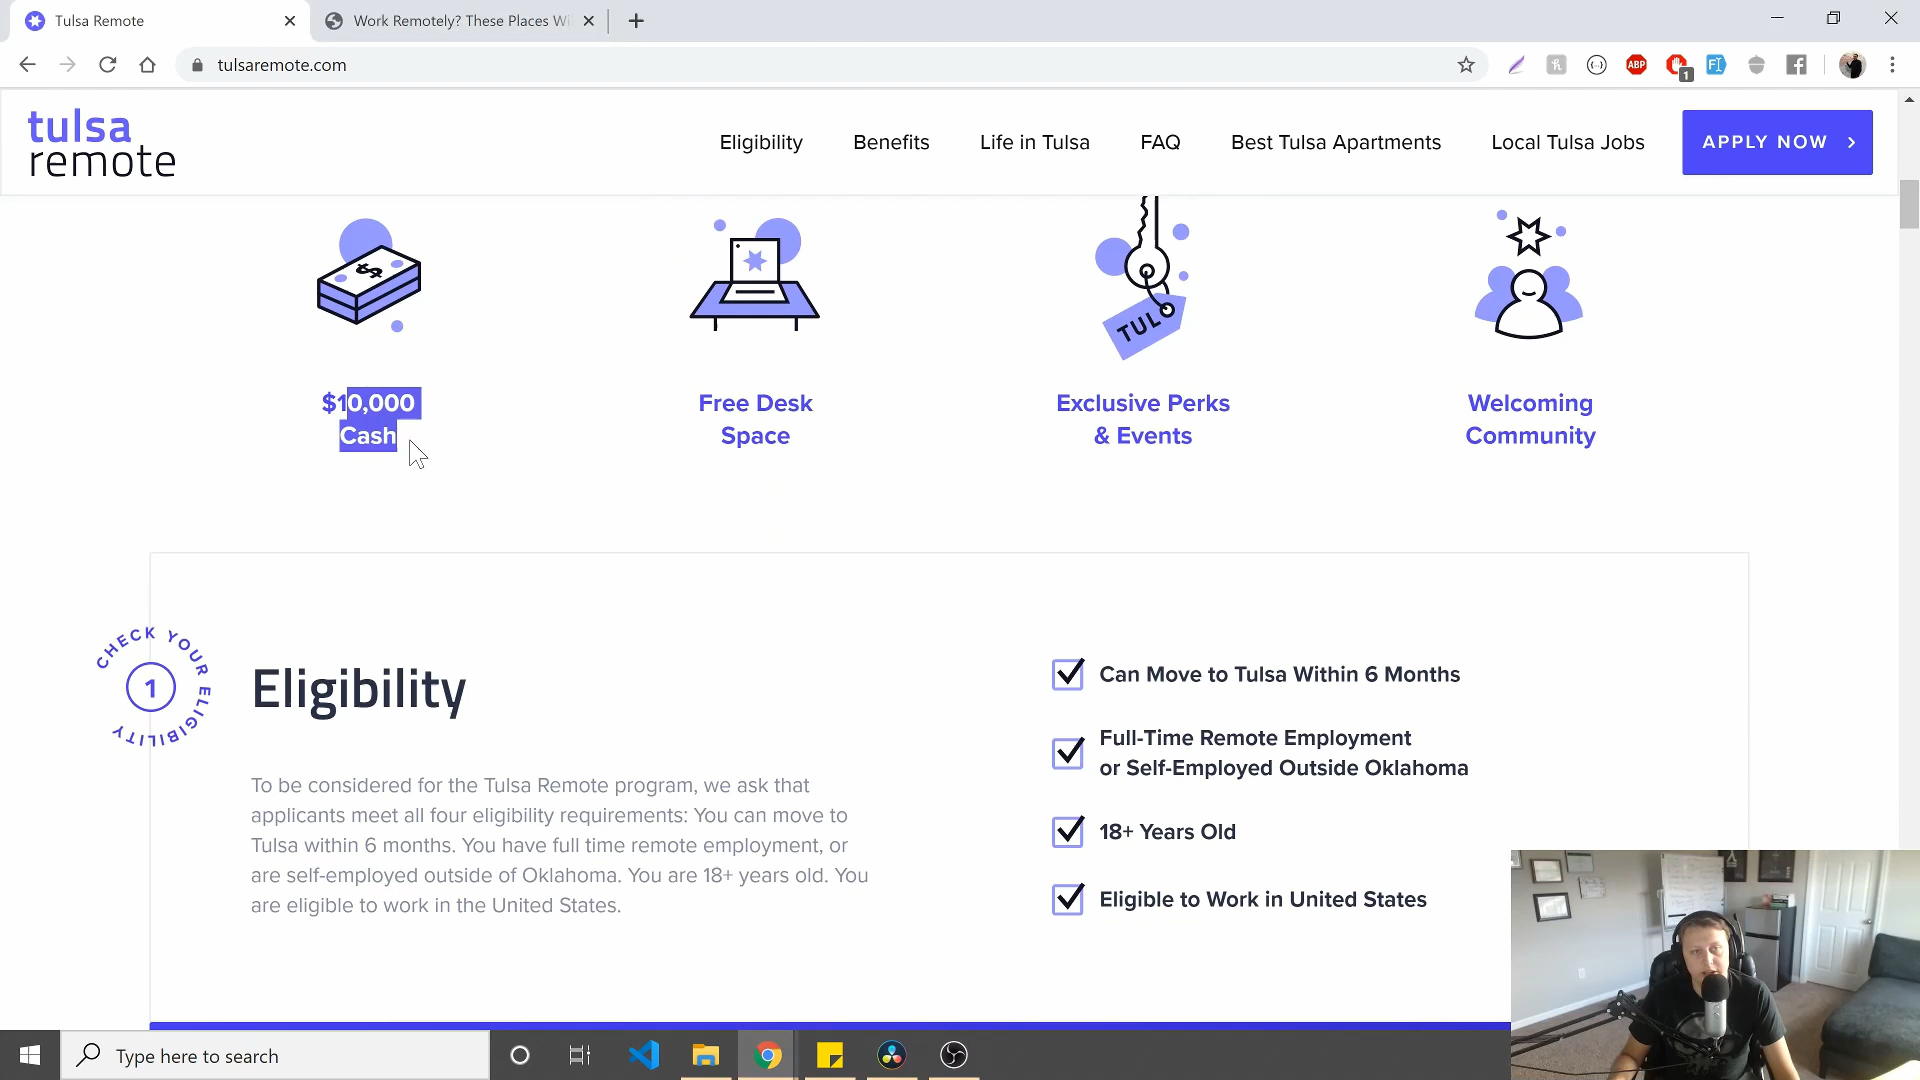 Tulsa Remote
Work Remotely? These Places Wi
tulsaremote.com
ABP
1
tulsa
remote
Eligibility
Benefits
Life in Tulsa
FAQ
Best Tulsa Apartments
Local Tulsa Jobs
APPLY NOW
$
TUL
$10,000
Cash
Free Desk
Space
Exclusive Perks
& Events
Welcoming
Community
CHECK YOUR ELIGIBILITY
1
Eligibility
To be considered for the Tulsa Remote program, we ask that
applicants meet all four eligibility requirements: You can move to
Tulsa within 6 months. You have full time remote employment, or
are self-employed outside of Oklahoma. You are 18+ years old. You
are eligible to work in the United States.
Can Move to Tulsa Within 6 Months
Full-Time Remote Employment
or Self-Employed Outside Oklahoma
18+ Years Old
Eligible to Work in United States
Type here to search